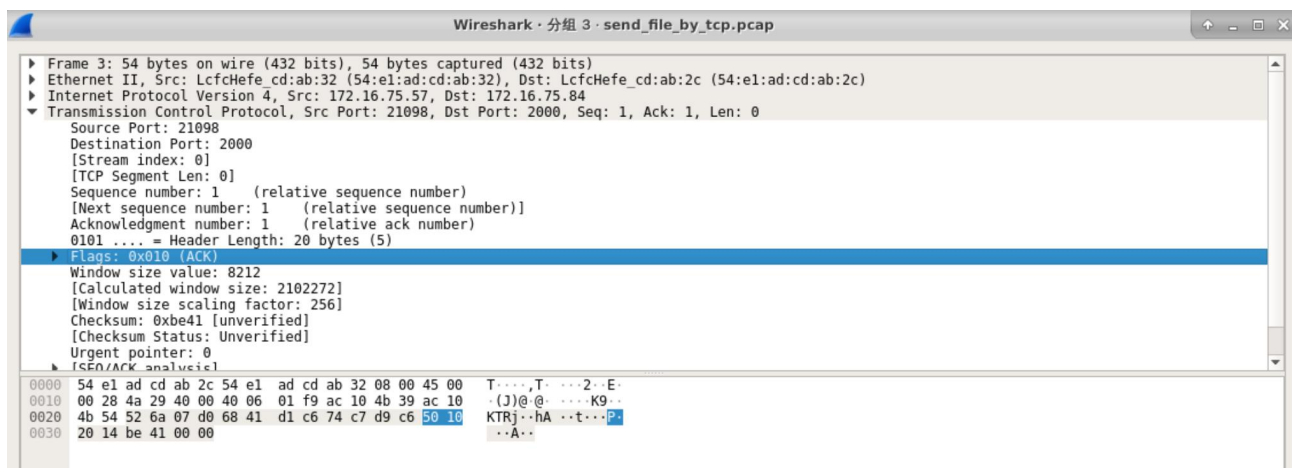 Wireshark · 分组 3 · send_file_by_tcp.pcap
Frame 3: 54 bytes on wire (432 bits), 54 bytes captured (432 bits)
Ethernet II, Src: LcfcHefe_cd:ab:32 (54:e1:ad:cd:ab:32), Dst: LcfcHefe_cd:ab:2c (54:e1:ad:cd:ab:2c)
Internet Protocol Version 4, Src: 172.16.75.57, Dst: 172.16.75.84
Transmission Control Protocol, Src Port: 21098, Dst Port: 2000, Seq: 1, Ack: 1, Len: 0
Source Port: 21098
Destination Port: 2000
[Stream index: 0]
[TCP Segment Len: 0]
Sequence number: 1    (relative sequence number)
[Next sequence number: 1    (relative sequence number)]
Acknowledgment number: 1    (relative ack number)
0101 .... = Header Length: 20 bytes (5)
Flags: 0x010 (ACK)
Window size value: 8212
[Calculated window size: 2102272]
[Window size scaling factor: 256]
Checksum: 0xbe41 [unverified]
[Checksum Status: Unverified]
Urgent pointer: 0
[SEQ/ACK analysis]
0000  54 e1 ad cd ab 2c 54 e1  ad cd ab 32 08 00 45 00   T····,T· ···2··E·
0010  00 28 4a 29 40 00 40 06  01 f9 ac 10 4b 39 ac 10   ·(J)@·@· ····K9··
0020  4b 54 52 6a 07 d0 68 41  d1 c6 74 c7 d9 c6 50 10   KTRj··hA ··t···P·
0030  20 14 be 41 00 00   ··A··